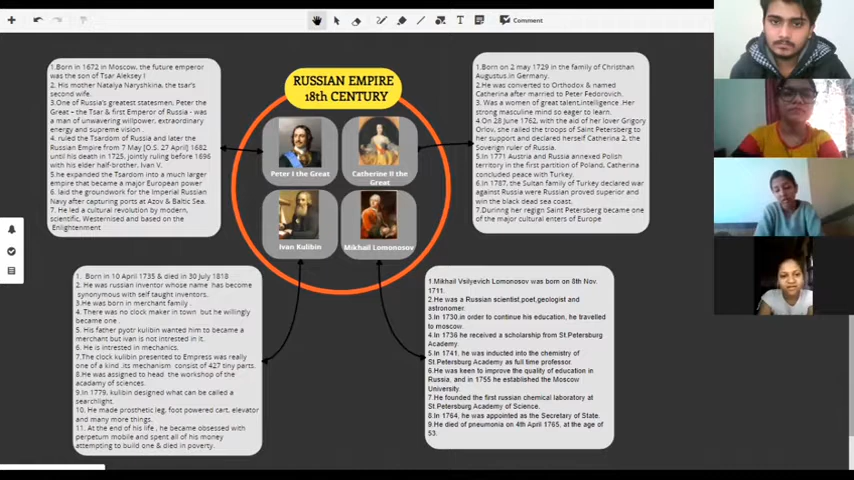 Comment
RUSSIAN EMPIRE
18th CENTURY
Peter I the Great
Catherine II the
Great
Ivan Kulibin
Mikhail Lomonosov
1.Born in 1672 in Moscow, the future emperor
was the son of Tsar Aleksey I
2. His mother Nataiya Naryshkina, the tsar's
second wife.
3.One of Russia's greatest statesmen, Peter the
Great – the Tsar & first Emperor of Russia - was
a man of unwavering willpower, extraordinary
energy and supreme vision .
4. ruled the Tsardom of Russia and later the
Russian Empire from 7 May [O.S. 27 April] 1682
until his death in 1725, jointly ruling before 1696
with his elder half-brother, Ivan V.
5.he expanded the Tsardom into a much larger
empire that became a major European power
6. laid the groundwork for the Imperial Russian
Navy after capturing ports at Azov & Baltic Sea.
7. He led a cultural revolution by modern,
scientific, Westernised and based on the
Enlightenment
1.Born on 2 may 1729 in the family of Christhan
Augustus.in Germany.
2.He was converted to Orthodox & named
Catherina after married to Peter Fedorovich.
3. Was a women of great talent.intelligence .Her
strong masculine mind so eager to learn.
4.On 28 June 1762, with the aid of her lover Grigory
Orlov, she railed the troops of Saint Petersburg to
her support and declared herself Catherina 2, the
Soverign ruler of Russia.
5.In 1771 Austria and Russia annexed Polish
territory in the first partition of Poland, Catherina
concluded peace with Turkey.
6.In 1787, the Sultan family of Turkey declared war
against Russia were Russian proved superior and
win the black dead sea coast.
7.During her regign Saint Petersberg became one
of the major cultural enters of Europe
1. Born in 10 April 1735 & died in 30 July 1818
2. He was russian inventor whose name has become
synonymous with self taught inventors.
3.He was born in merchant family .
4. There was no clock maker in town but he willingly
became one .
5. His father pyotr kulibin wanted him to became a
merchant but ivan is not intrested in it.
6. He is intrested in mechanics.
7.The clock kulibin presented to Empress was really
one of a kind .its mechanism consist of 427 tiny parts.
8.He was assigned to head the workshop of the
acadamy of sciences.
9.In 1779, kulibin designed what can be called a
searchlight.
10. He made prosthetic leg, foot powered cart, elevator
and many more things.
11. At the end of his life , he became obsessed with
perpetum mobile and spent all of his money
attempting to build one & died in poverty.
1.Mikhail Vsilyevich Lomonosov was born on 8th Nov.
1711.
2.He was a Russian scientist,poet,geologist and
astronomer.
3.In 1730,in order to continue his education, he travelled
to moscow.
4.In 1736 he received a scholarship from St.Petersburg
Academy.
5.In 1741, he was inducted into the chemistry of
St.Petersburg Academy as full time professor.
6.He was keen to improve the quality of education in
Russia, and in 1755 he established the Moscow
University.
7.He founded the first russian chemical laboratory at
St.Petersburg Academy of Science.
8.In 1764, he was appointed as the Secretary of State.
9.He died of pneumonia on 4th April 1765, at the age of
53.